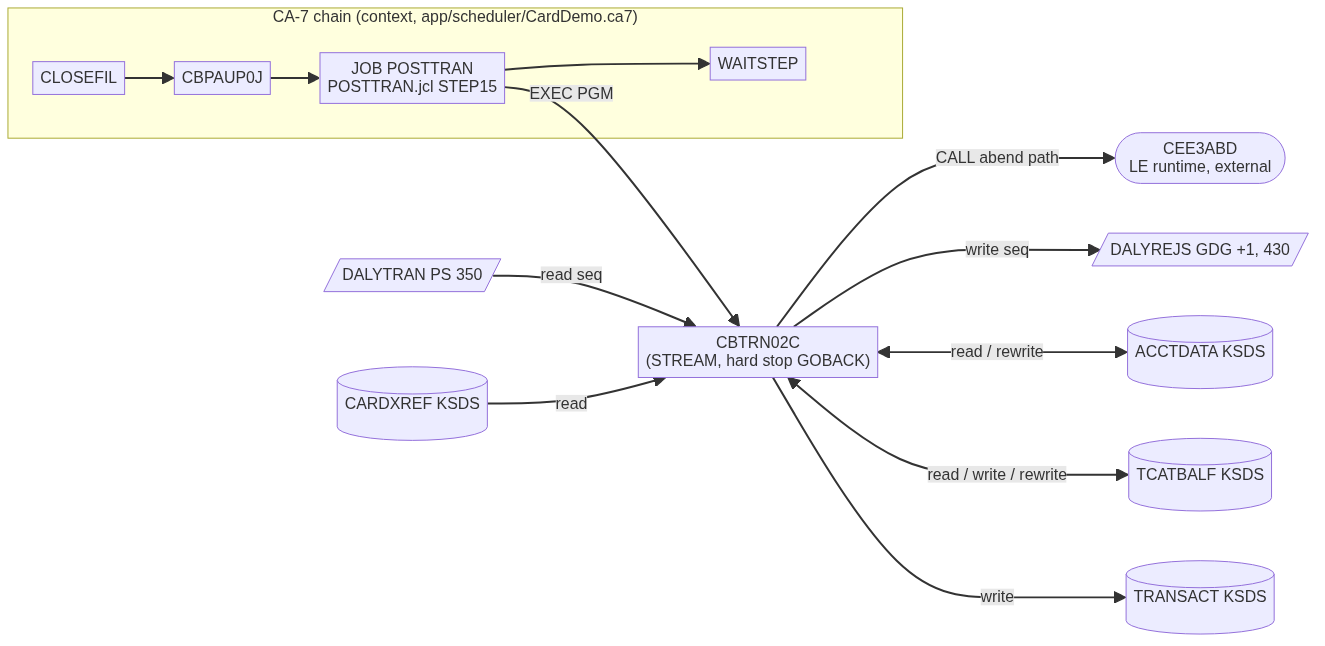 CA-7 chain (context, app/scheduler/CardDemo.ca7)
CLOSEFIL
CBPAUP0J
JOB POSTTRAN
POSTTRAN.jcl STEP15
WAITSTEP
EXEC PGM
CALL abend path
CEE3ABD
LE runtime, external
write seq
DALYREJS GDG +1, 430
DALYTRAN PS 350
read seq
CBTRN02C
(STREAM, hard stop GOBACK)
read / rewrite
ACCTDATA KSDS
CARDXREF KSDS
read
read / write / rewrite
TCATBALF KSDS
write
TRANSACT KSDS